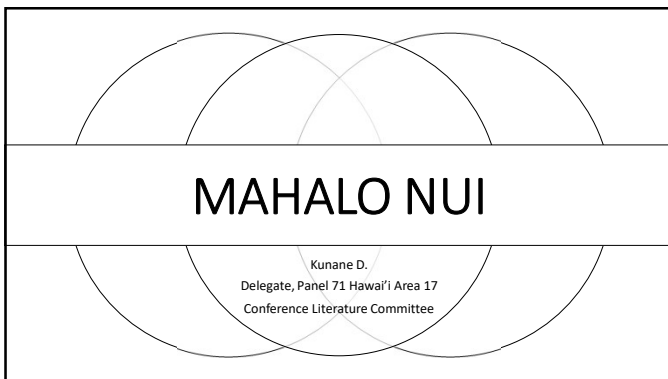 MAHALO NUI
Kunane D.
Delegate, Panel 71 Hawai’i Area 17
Conference Literature Committee